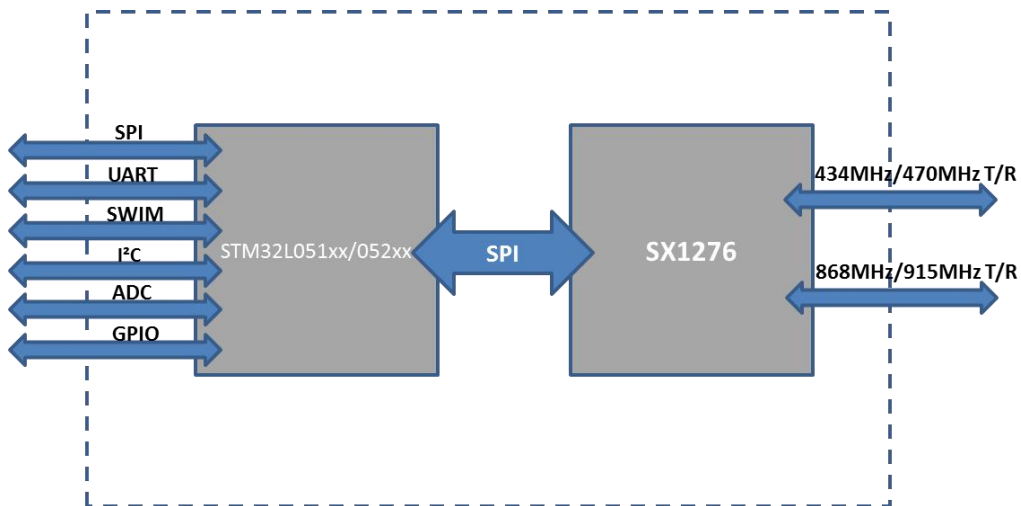 SPI
UART
SWIM
I²C
ADC
GPIO
STM32L051xx/052xx
SPI
SX1276
434MHz/470MHz T/R
868MHz/915MHz T/R